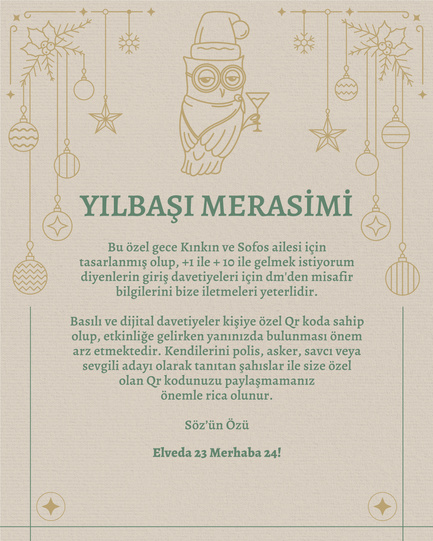 YILBAŞI MERASİMİ
Bu özel gece Kınkın ve Sofos ailesi için
tasarlanmış olup, +1 ile + 10 ile gelmek istiyorum
diyenlerin giriş davetiyeleri için dm'den misafir
bilgilerini bize iletmeleri yeterlidir.
Basılı ve dijital davetiyeler kişiye özel Qr koda sahip
olup, etkinliğe gelirken yanınızda bulunması önem
arz etmektedir. Kendilerini polis, asker, savcı veya
sevgili adayı olarak tanıtan şahıslar ile size özel
olan Qr kodunuzu paylaşmamanız
önemle rica olunur.
Söz'ün Özü
Elveda 23 Merhaba 24!